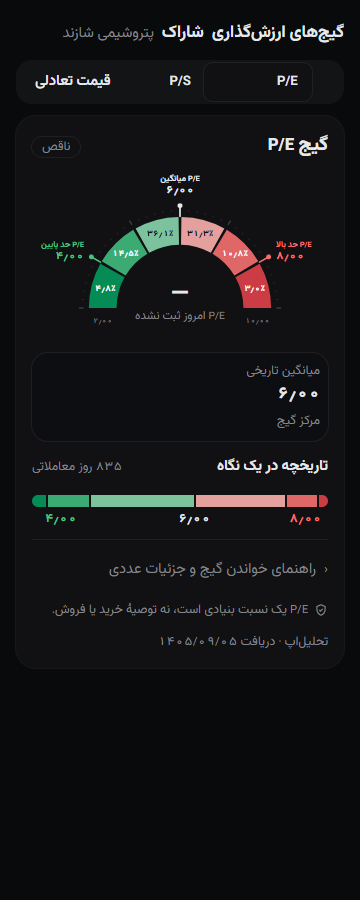 گیج‌های ارزش‌گذاری شاراک پتروشیمی شازند
P/E P/S قیمت تعادلی
گیج P/E
ناقص
P/E میانگین
۶٫۰۰
P/E حد بالا
۸٫۰۰
P/E حد پایین
۴٫۰۰
۳٫۰٪
۱۰٫۸٪
۳۱٫۳٪
۳۶٫۱٪
۱۴٫۵٪
۴٫۸٪
—
P/E امروز ثبت نشده
۱۰٫۰۰
۲٫۰۰
میانگین تاریخی
۶٫۰۰
مرکز گیج
تاریخچه در یک نگاه
۸۳۵ روز معاملاتی
۸٫۰۰ ۶٫۰۰ ۴٫۰۰
راهنمای خواندن گیج و جزئیات عددی
P/E یک نسبت بنیادی است، نه توصیهٔ خرید یا فروش.
تحلیل‌اپ · دریافت ۱۴۰۵/۰۹/۰۵